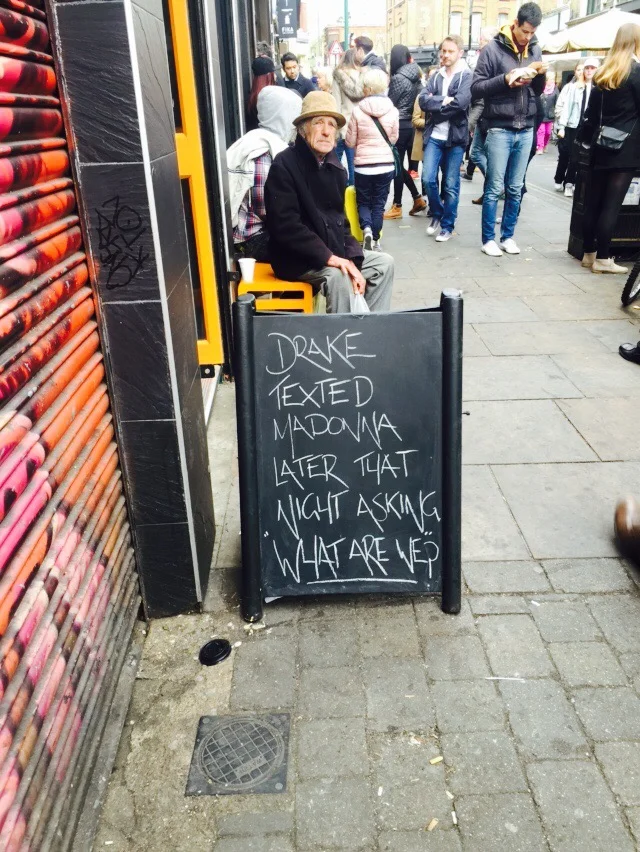 DRAKE
TEXTED
MADONNA
LATER THAT
NIGHT ASKING
"WHAT ARE WE?"